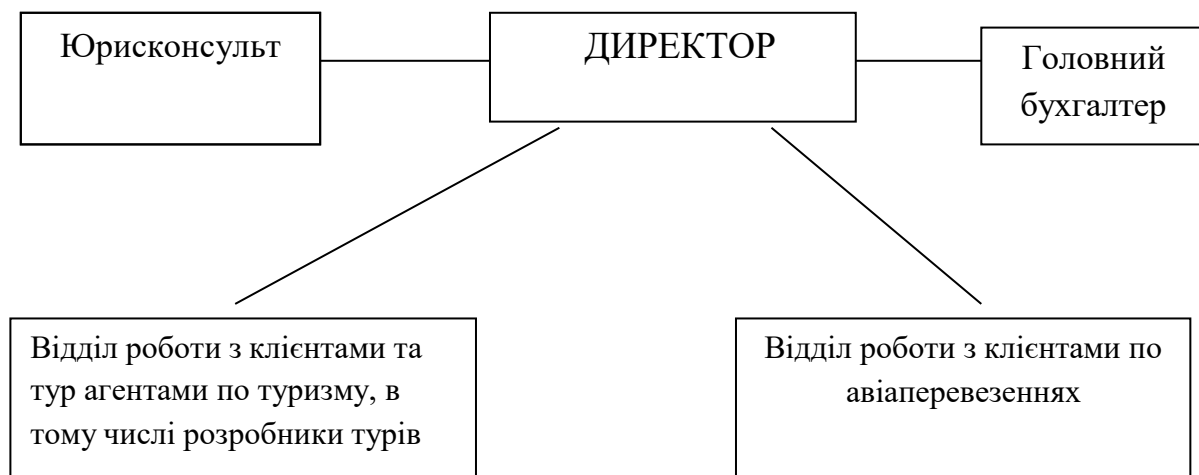 Юрисконсульт
ДИРЕКТОР
Головний
бухгалтер
Відділ роботи з клієнтами та
тур агентами по туризму, в
тому числі розробники турів
Відділ роботи з клієнтами по
авіаперевезеннях